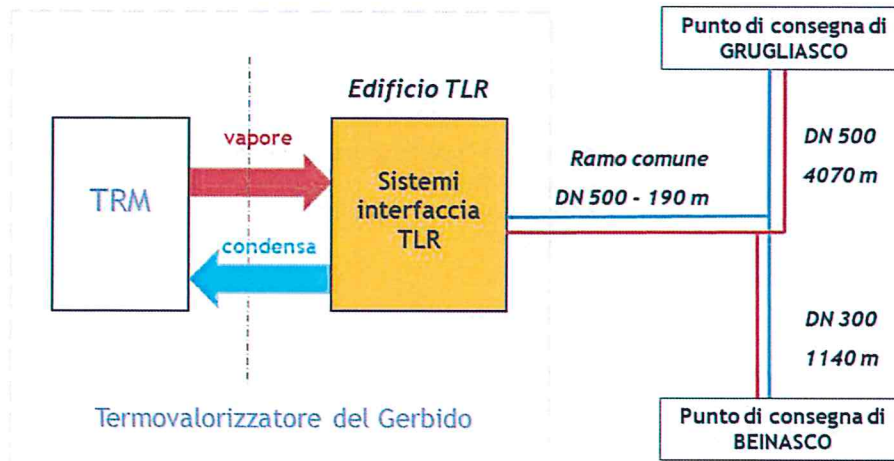 Punto di consegna di
GRUGLIASCO
Edificio TLR
vapore
DN 500
4070 m
Ramo comune
DN 500 - 190 m
TRM
Sistemi
interfaccia
TLR
condensa
DN 300
1140 m
Termovalorizzatore del Gerbido
Punto di consegna di
BEINASCO